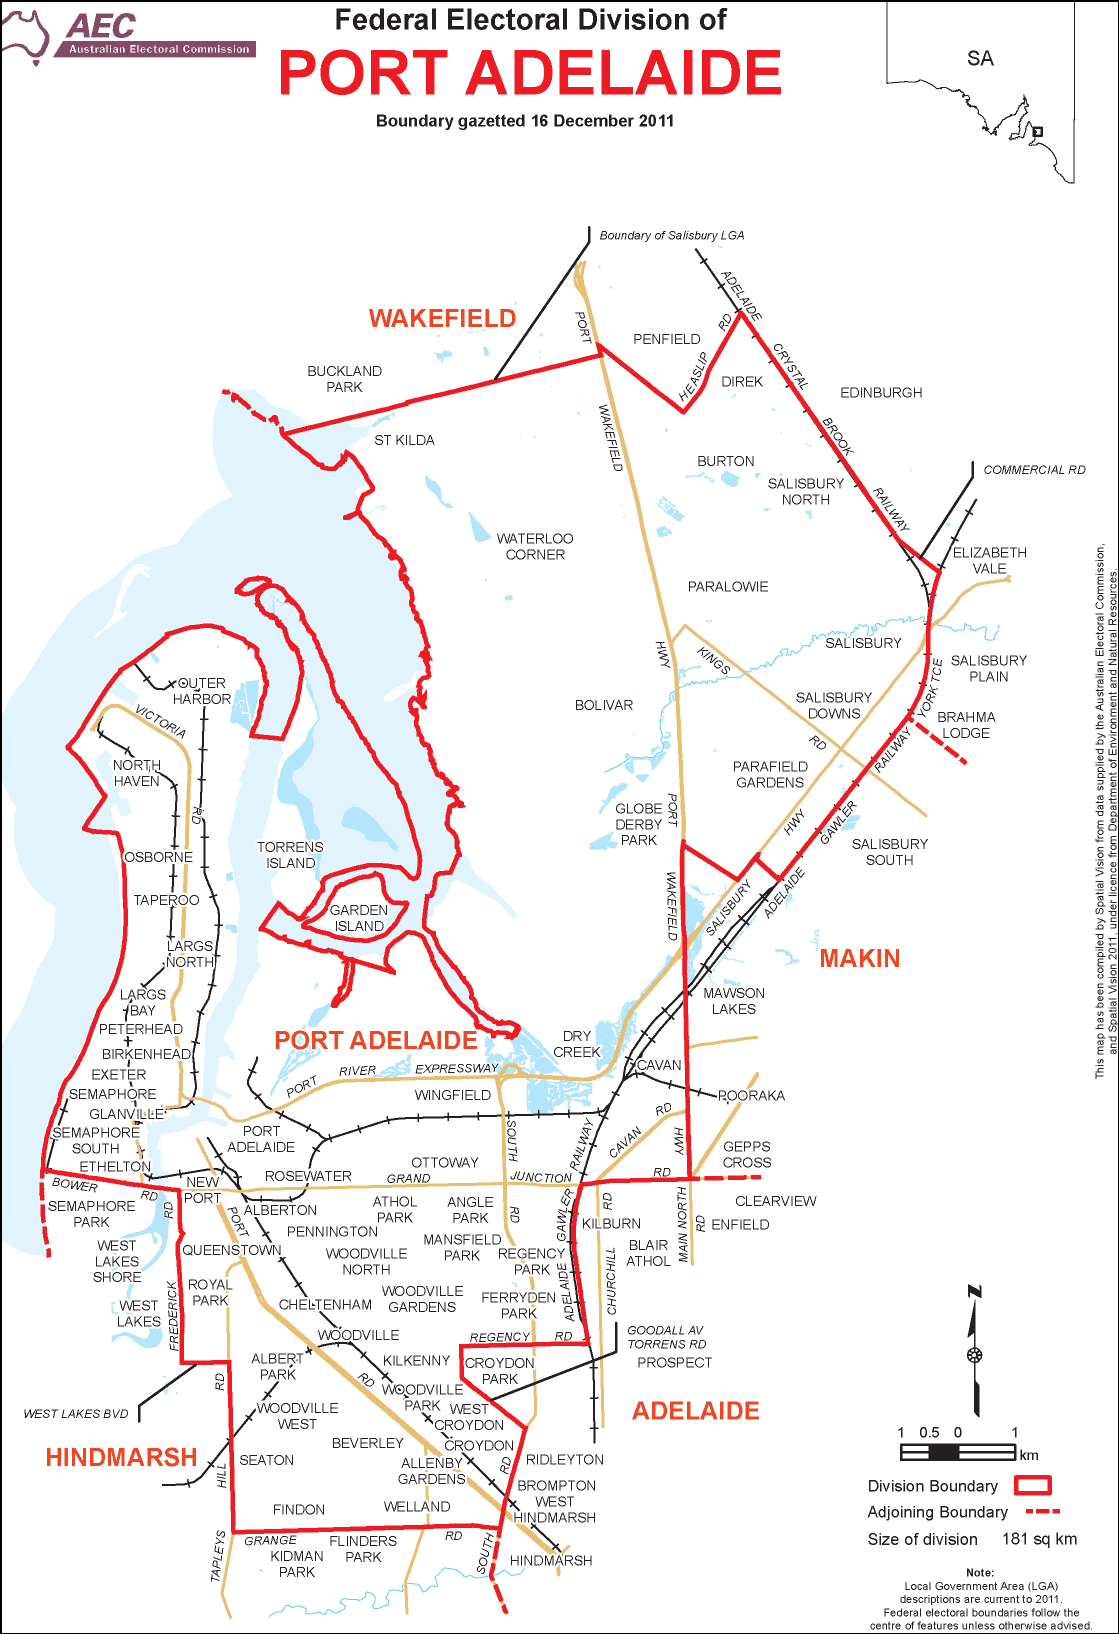 AEC
Australian Electoral Commission
Federal Electoral Division of
PORT ADELAIDE
Boundary gazetted 16 December 2011
SA
Boundary of Salisbury LGA
ADELAIDE
WAKEFIELD
PORT
PENFIELD
RD
HEASLIP
CRYSTAL
BUCKLAND
PARK
DIREK
EDINBURGH
WAKEFIELD
BROOK
ST KILDA
BURTON
COMMERCIAL RD
SALISBURY
NORTH
RAILWAY
WATERLOO
CORNER
ELIZABETH
VALE
PARALOWIE
HWY
KINGS
SALISBURY
SALISBURY
PLAIN
YORK TCE
OUTER
HARBOR
BOLIVAR
SALISBURY
DOWNS
BRAHMA
LODGE
VICTORIA
RD
RAILWAY
NORTH
HAVEN
PARAFIELD
GARDENS
RD
PORT
GLOBE
DERBY
PARK
HWY
GAWLER
SALISBURY
SOUTH
OSBORNE
TORRENS
ISLAND
TAPEROO
WAKEFIELD
SALISBURY
ADELAIDE
GARDEN
ISLAND
LARGS
NORTH
MAKIN
LARGS
BAY
MAWSON
LAKES
PETERHEAD
PORT ADELAIDE
DRY
CREEK
BIRKENHEAD
CAVAN
EXETER
PORT
RIVER
EXPRESSWAY
SEMAPHORE
WINGFIELD
POORAKA
GLANVILLE
RD
SEMAPHORE
SOUTH
PORT
ADELAIDE
SOUTH
RAILWAY
CAVAN
HWY
GEPPS
CROSS
ETHELTON
OTTOWAY
BOWER
RD
NEW
PORT
ROSEWATER
GRAND
JUNCTION
RD
SEMAPHORE
PARK
RD
ALBERTON
ATHOL
PARK
ANGLE
PARK
RD
GAWLER
RD
KILBURN
MAIN NORTH
RD
CLEARVIEW
ENFIELD
PORT
PENNINGTON
MANSFIELD
PARK
WEST
LAKES
SHORE
QUEENSTOWN
WOODVILLE
NORTH
REGENCY
PARK
BLAIR
ATHOL
ROYAL
PARK
WOODVILLE
GARDENS
FERRYDEN
PARK
ADELAIDE
CHURCHILL
WEST
LAKES
FREDERICK
CHELTENHAM
WOODVILLE
REGENCY
RD
GOODALL AV
TORRENS RD
PROSPECT
ALBERT
PARK
KILKENNY
CROYDON
PARK
RD
RD
WOODVILLE
PARK
WEST LAKES BVD
WOODVILLE
WEST
WEST
CROYDON
ADELAIDE
HINDMARSH
BEVERLEY
CROYDON
SEATON
HILL
ALLENBY
GARDENS
RD
RIDLEYTON
BROMPTON
WEST
HINDMARSH
FINDON
WELLAND
GRANGE
RD
TAPLEYS
KIDMAN
PARK
FLINDERS
PARK
SOUTH
HINDMARSH
N
1 0.5 0 1
km
Division Boundary
Adjoining Boundary
Size of division 181 sq km
Note:
Local Government Area (LGA)
descriptions are current to 2011.
Federal electoral boundaries follow the
centre of features unless otherwise advised.
This map has been compiled by Spatial Vision from data supplied by the Australian Electoral Commission,
and Spatial Vision 2011, under licence from Department of Environment and Natural Resources.